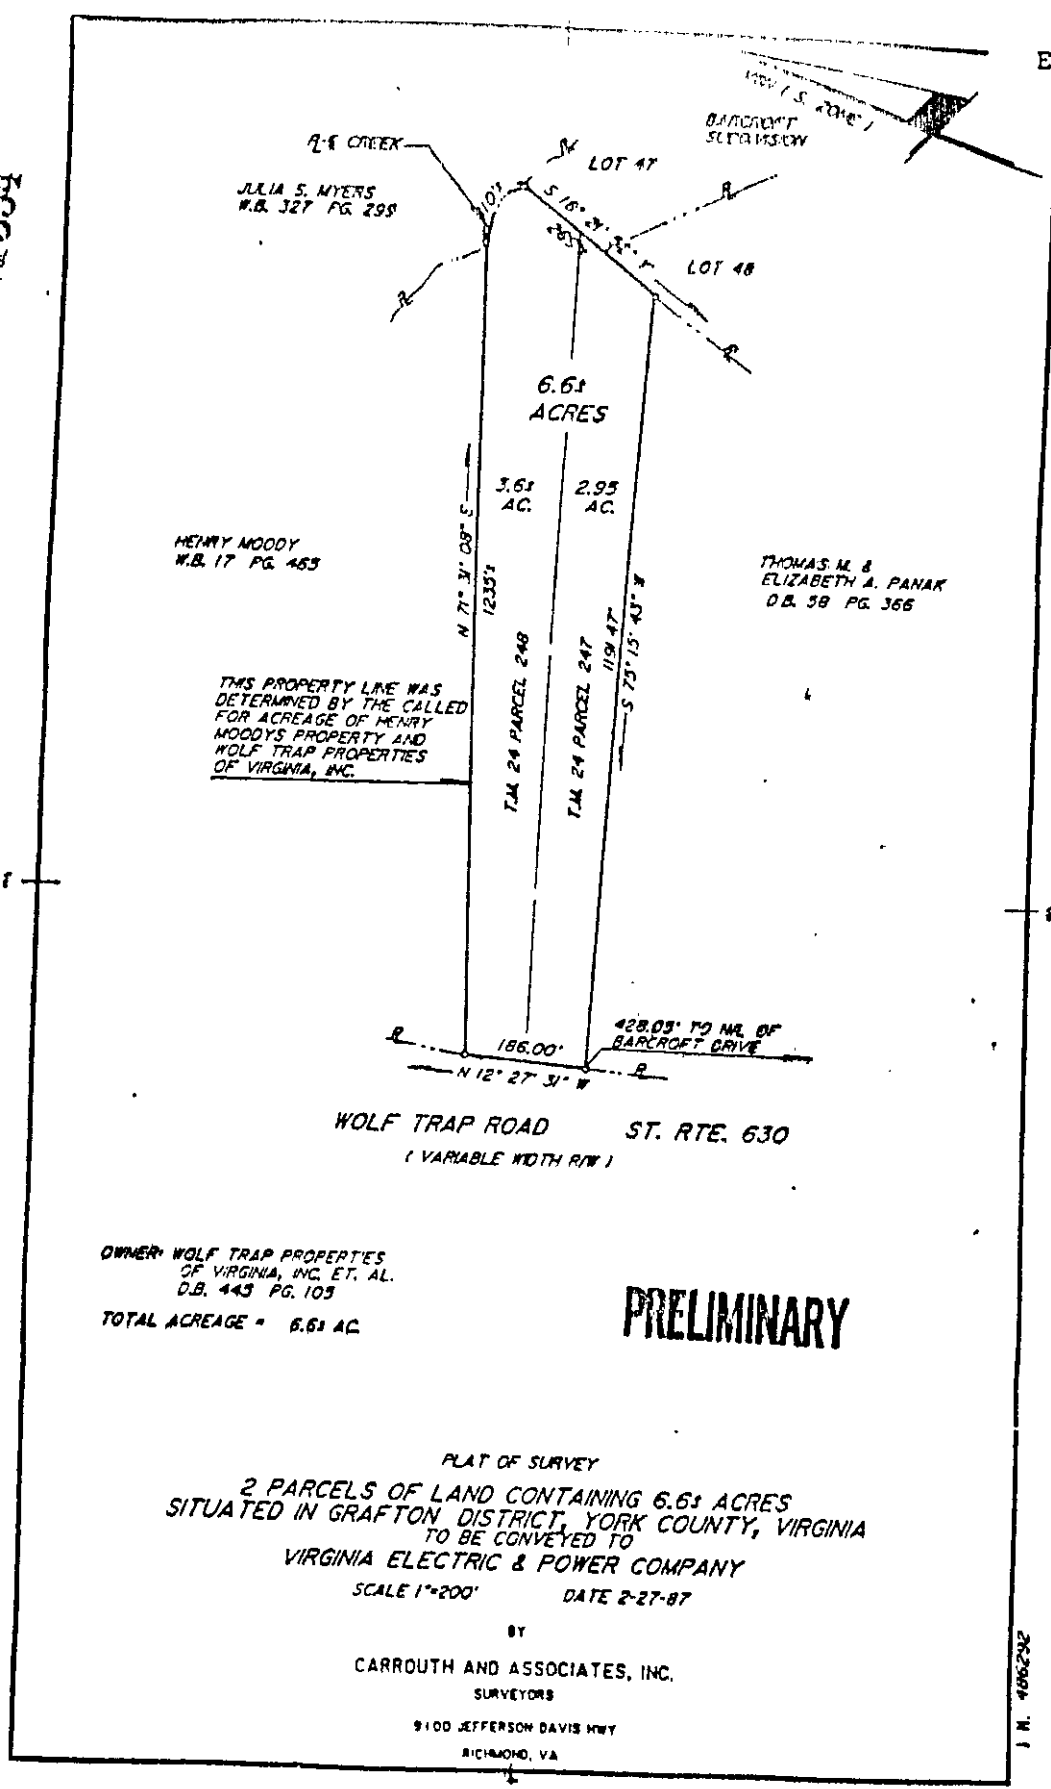 BARCROFT
SUBDIVISION
LOT 47
CREEK
JULIA S. MYERS
W.B. 327 PG. 295
LOT 48
6.6±
ACRES
3.6±
AC.
2.95
AC.
HENRY MOODY
W.B. 17 PG. 465
THOMAS M. &
ELIZABETH A. PANAK
D.B. 58 PG. 366
N 71° 31' 08" E
1235'±
1191.47'
S 75° 15' 43" W
T.M. 24 PARCEL 248
T.M. 24 PARCEL 247
THIS PROPERTY LINE WAS
DETERMINED BY THE CALLED
FOR ACREAGE OF HENRY
MOODYS PROPERTY AND
WOLF TRAP PROPERTIES
OF VIRGINIA, INC.
428.05' TO N/L OF
BARCROFT DRIVE
186.00'
N 12° 27' 31" W
WOLF TRAP ROAD ST. RTE. 630
( VARIABLE WIDTH R/W )
OWNER: WOLF TRAP PROPERTIES
OF VIRGINIA, INC. ET. AL.
D.B. 445 PG. 105
TOTAL ACREAGE = 6.6± AC.
PRELIMINARY
PLAT OF SURVEY
2 PARCELS OF LAND CONTAINING 6.6± ACRES
SITUATED IN GRAFTON DISTRICT, YORK COUNTY, VIRGINIA
TO BE CONVEYED TO
VIRGINIA ELECTRIC & POWER COMPANY
SCALE 1"=200' DATE 2-27-87
BY
CARROUTH AND ASSOCIATES, INC.
SURVEYORS
9100 JEFFERSON DAVIS HWY
RICHMOND, VA
J.N. 486292